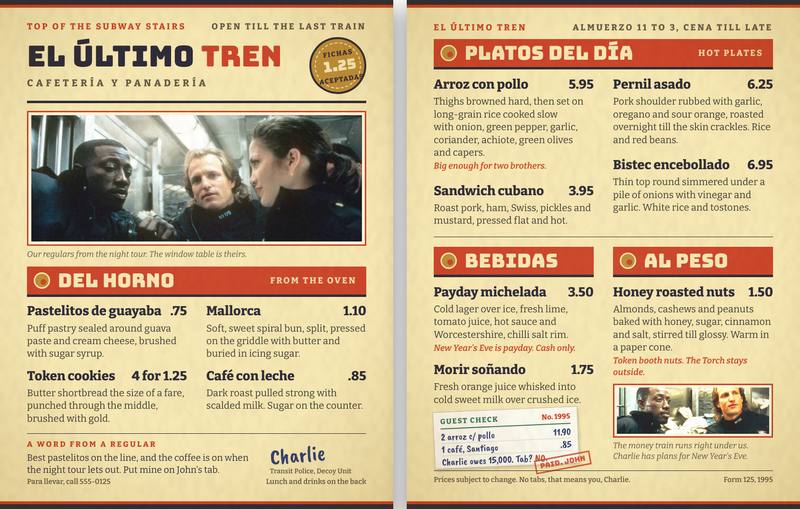 TOP OF THE SUBWAY STAIRS
OPEN TILL THE LAST TRAIN
EL ÚLTIMO TREN
CAFETERÍA Y PANADERÍA
FICHAS
1.25
ACEPTADAS
Our regulars from the night tour. The window table is theirs.
DEL HORNO
FROM THE OVEN
Pastelitos de guayaba .75
Puff pastry sealed around guava
paste and cream cheese, brushed
with sugar syrup.
Mallorca 1.10
Soft, sweet spiral bun, split, pressed
on the griddle with butter and
buried in icing sugar.
Token cookies 4 for 1.25
Butter shortbread the size of a fare,
punched through the middle,
brushed with gold.
Café con leche .85
Dark roast pulled strong with
scalded milk. Sugar on the counter.
A WORD FROM A REGULAR
Best pastelitos on the line, and the coffee is on when
the night tour lets out. Put mine on John's tab.
Para llevar, call 555-0125
Charlie
Transit Police, Decoy Unit
Lunch and drinks on the back
EL ÚLTIMO TREN
ALMUERZO 11 TO 3, CENA TILL LATE
PLATOS DEL DÍA
HOT PLATES
Arroz con pollo 5.95
Thighs browned hard, then set on
long-grain rice cooked slow
with onion, green pepper, garlic,
coriander, achiote, green olives
and capers.
Big enough for two brothers.
Sandwich cubano 3.95
Roast pork, ham, Swiss, pickles and
mustard, pressed flat and hot.
Pernil asado 6.25
Pork shoulder rubbed with garlic,
oregano and sour orange, roasted
overnight till the skin crackles. Rice
and red beans.
Bistec encebollado 6.95
Thin top round simmered under a
pile of onions with vinegar and
garlic. White rice and tostones.
BEBIDAS
Payday michelada 3.50
Cold lager over ice, fresh lime,
tomato juice, hot sauce and
Worcestershire, chilli salt rim.
New Year's Eve is payday. Cash only.
Morir soñando 1.75
Fresh orange juice whisked into
cold sweet milk over crushed ice.
GUEST CHECK
No. 1995
2 arroz c/ pollo 11.90
1 café, Santiago .85
Charlie owes 15,000. Tab? NO.
PAID. JOHN
AL PESO
Honey roasted nuts 1.50
Almonds, cashews and peanuts
baked with honey, sugar, cinnamon
and salt, stirred till glossy. Warm in
a paper cone.
Token booth nuts. The Torch stays
outside.
The money train runs right under us.
Charlie has plans for New Year's Eve.
Prices subject to change. No tabs, that means you, Charlie.
Form 125, 1995